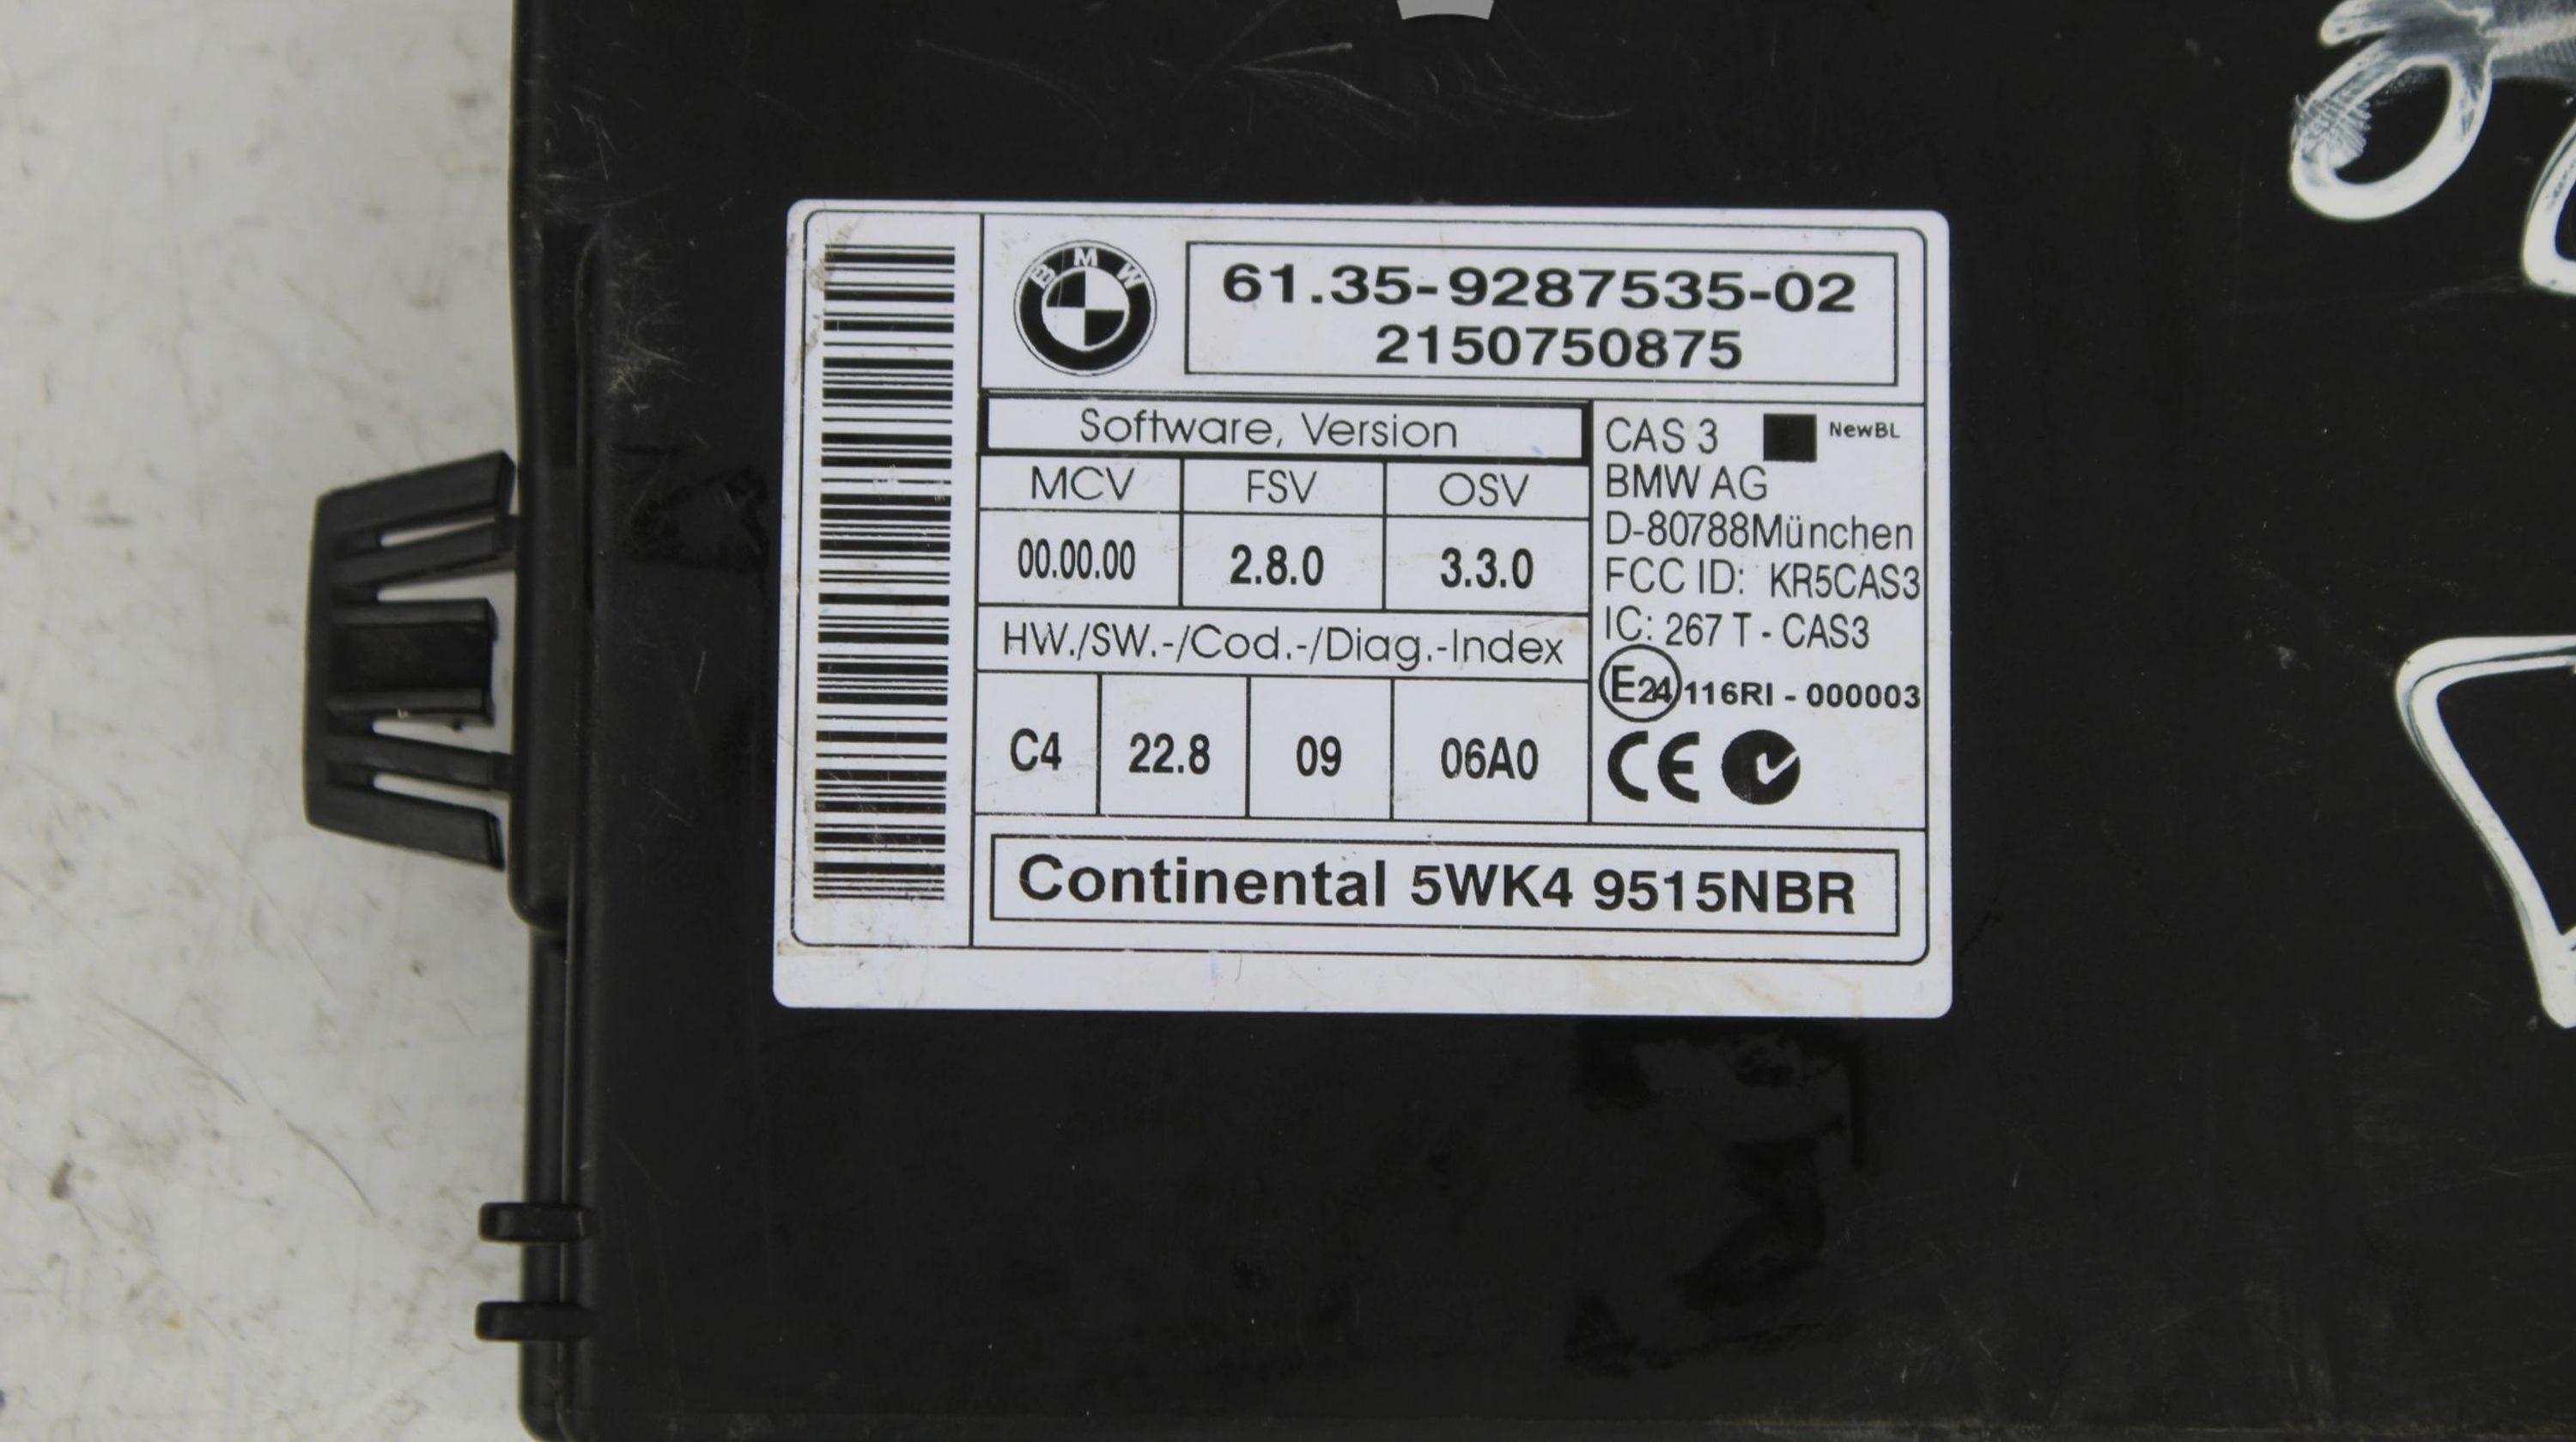 BMW
61.35-9287535-02
2150750875
Software, Version
MCV FSV OSV
00.00.00 2.8.0 3.3.0
HW./SW.-/Cod.-/Diag.-Index
C4 22.8 09 06A0
CAS 3 NewBL
BMW AG
D-80788München
FCC ID: KR5CAS3
IC: 267 T - CAS3
E24 116RI - 000003
CE
Continental 5WK4 9515NBR